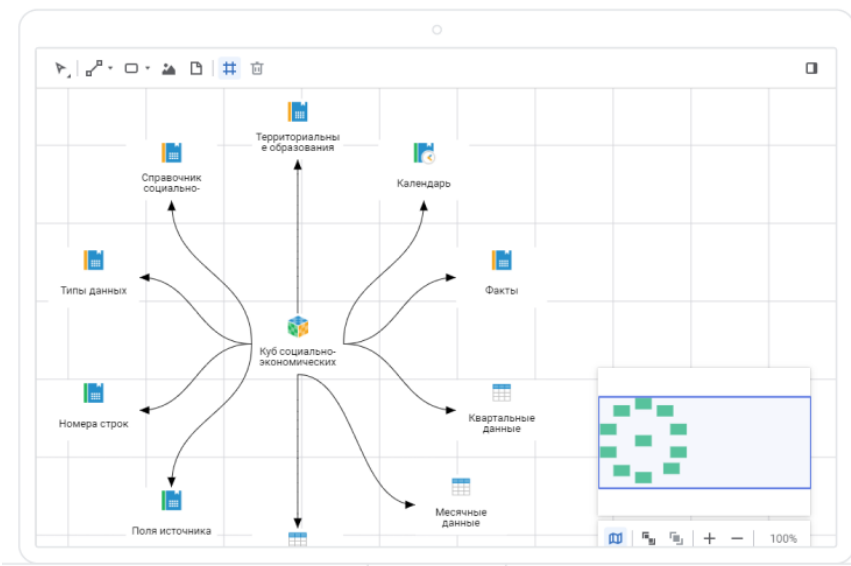 Территориальны
е образования
Справочник
социально-
Календарь
Типы данных
Факты
Куб социально-
экономических
Номера строк
Квартальные
данные
Месячные
данные
Поля источника
100%